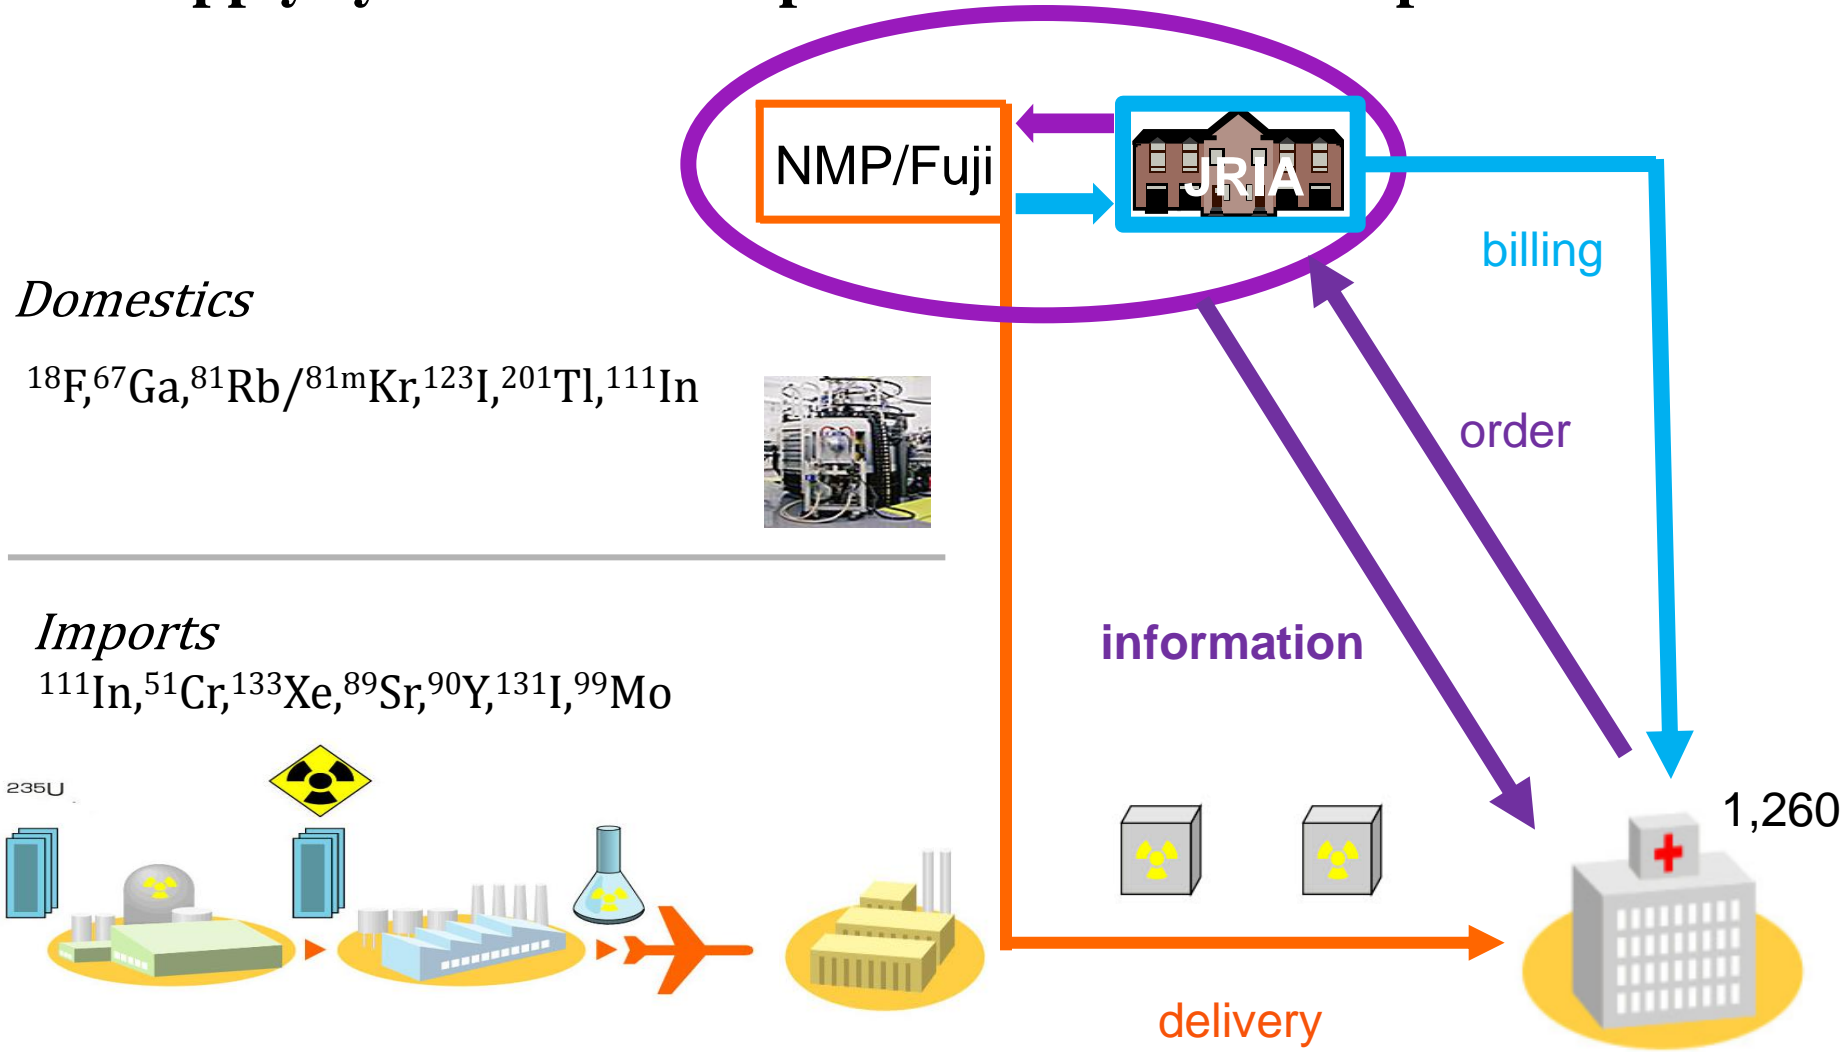 NMP/Fuji
JRIA
billing
Domestics
¹⁸F,⁶⁷Ga,⁸¹Rb/⁸¹ᵐKr,¹²³I,²⁰¹Tl,¹¹¹In
order
Imports
information
¹¹¹In,⁵¹Cr,¹³³Xe,⁸⁹Sr,⁹⁰Y,¹³¹I,⁹⁹Mo
235U
1,260
delivery